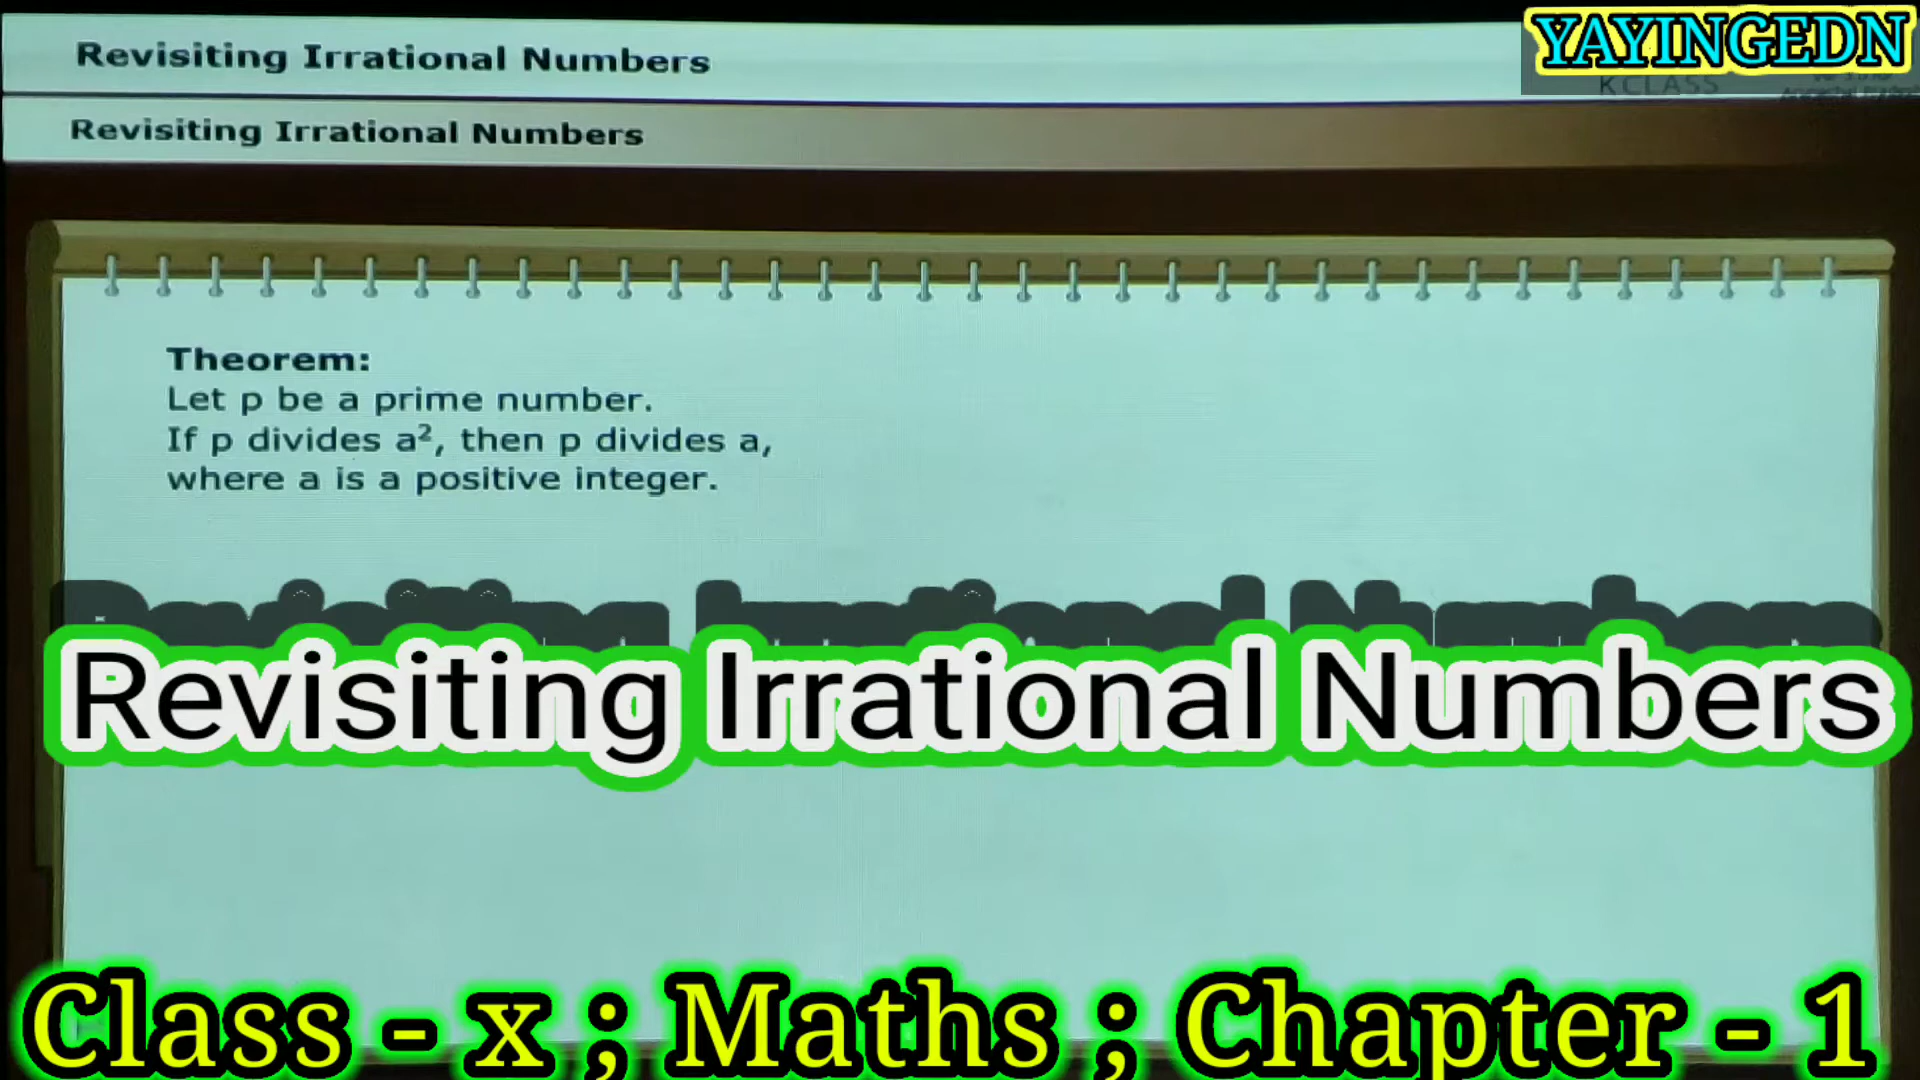 Revisiting Irrational Numbers
YAYINGEDN
K CLASS
Revisiting Irrational Numbers
Theorem:
Let p be a prime number.
If p divides a², then p divides a,
where a is a positive integer.
Revisiting Irrational Numbers
Class - x ; Maths ; Chapter - 1